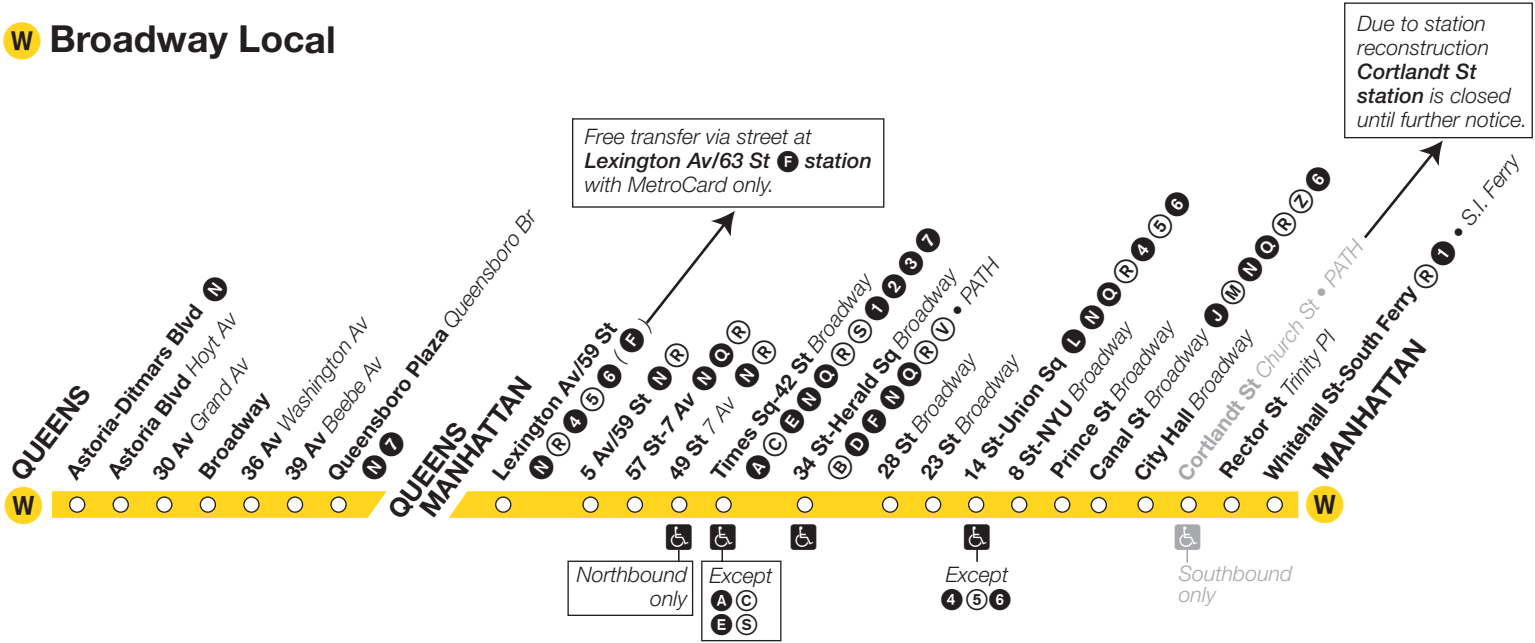 W Broadway Local
Due to station
reconstruction
Cortlandt St
station is closed
until further notice.
Free transfer via street at
Lexington Av/63 St F station
with MetroCard only.
QUEENS
W
Astoria-Ditmars Blvd N
Astoria Blvd Hoyt Av
30 Av Grand Av
Broadway
36 Av Washington Av
39 Av Beebe Av
Queensboro Plaza Queensboro Br
N 7
QUEENS
MANHATTAN
Lexington Av/59 St
N R 4 5 6 ( F )
5 Av/59 St N R
57 St-7 Av N Q R
49 St 7 Av N R
Times Sq-42 St Broadway
A C E N Q R S 1 2 3 7
34 St-Herald Sq Broadway
B D F N Q R V • PATH
28 St Broadway
23 St Broadway
14 St-Union Sq L N Q R 4 5 6
8 St-NYU Broadway
Prince St Broadway
Canal St Broadway J M N Q R Z 6
City Hall Broadway
Cortlandt St Church St • PATH
Rector St Trinity Pl
Whitehall St-South Ferry R 1 • S.I. Ferry
MANHATTAN
W
Northbound
only
Except
A C
E S
Except
4 5 6
Southbound
only